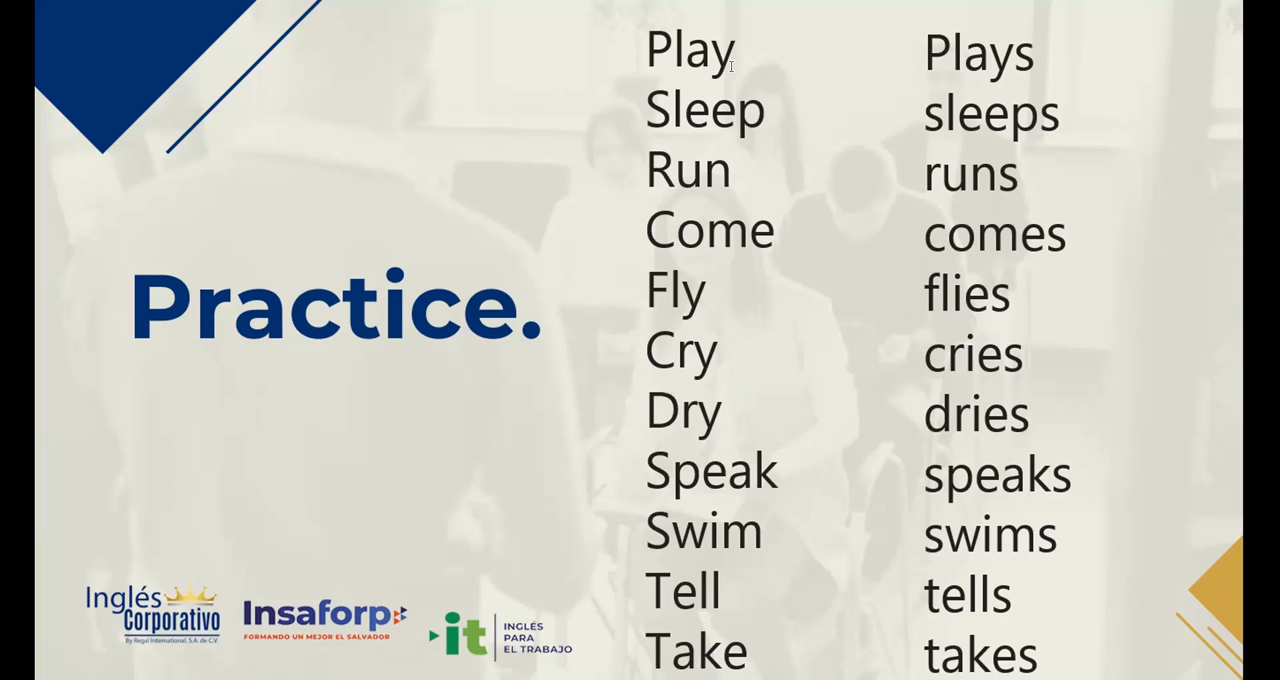 Practice.
Play
Sleep
Run
Come
Fly
Cry
Dry
Speak
Swim
Tell
Take
Plays
sleeps
runs
comes
flies
cries
dries
speaks
swims
tells
takes
Inglés
Corporativo
By Regal International, S.A. de C.V.
Insaforp
FORMANDO UN MEJOR EL SALVADOR
it
INGLÉS
PARA
EL TRABAJO